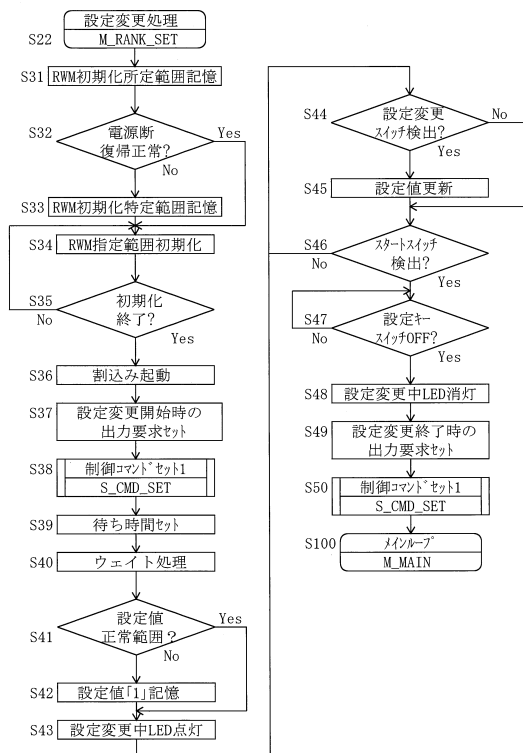 設定変更処理
S22
M_RANK_SET
S31
RWM初期化所定範囲記憶
S32
電源断
復帰正常?
Yes
No
S33
RWM初期化特定範囲記憶
S34
RWM指定範囲初期化
S35
初期化
終了?
No
Yes
S36
割込み起動
S37
設定変更開始時の
出力要求セット
S38
制御コマンドセット1
S_CMD_SET
S39
待ち時間セット
S40
ウェイト処理
S41
設定値
正常範囲?
Yes
No
S42
設定値「1」記憶
S43
設定変更中LED点灯
S44
設定変更
スイッチ検出?
No
Yes
S45
設定値更新
S46
スタートスイッチ
検出?
No
Yes
S47
設定キー
スイッチOFF?
No
Yes
S48
設定変更中LED消灯
S49
設定変更終了時の
出力要求セット
S50
制御コマンドセット1
S_CMD_SET
S100
メインループ
M_MAIN